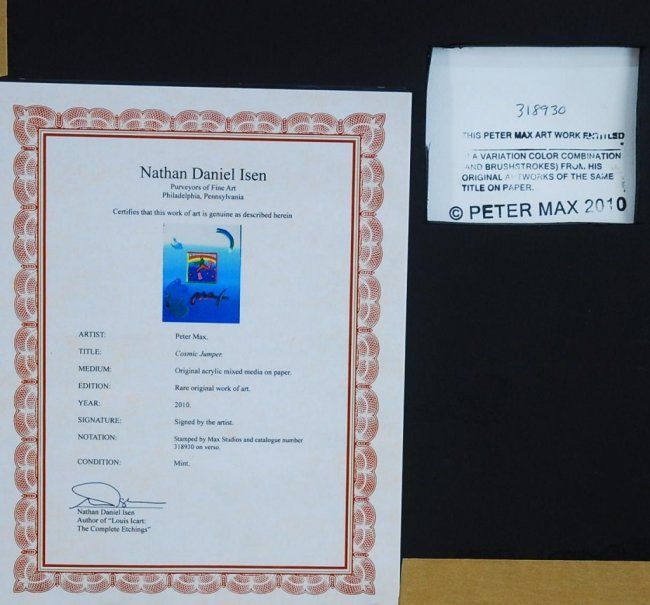 Nathan Daniel Isen
Purveyors of Fine Art
Philadelphia, Pennsylvania
Certifies that this work of art is genuine as described herein
ARTIST: Peter Max.
TITLE: Cosmic Jumper.
MEDIUM: Original acrylic mixed media on paper.
EDITION: Rare original work of art.
YEAR: 2010.
SIGNATURE: Signed by the artist.
NOTATION: Stamped by Max Studios and catalogue number
318930 on verso.
CONDITION: Mint.
Nathan Daniel Isen
Author of "Louis Icart:
The Complete Etchings"
318930
THIS PETER MAX ART WORK ENTITLED
A VARIATION COLOR COMBINATION
AND BRUSHSTROKES) FROM HIS
ORIGINAL ARTWORKS OF THE SAME
TITLE ON PAPER.
© PETER MAX 2010